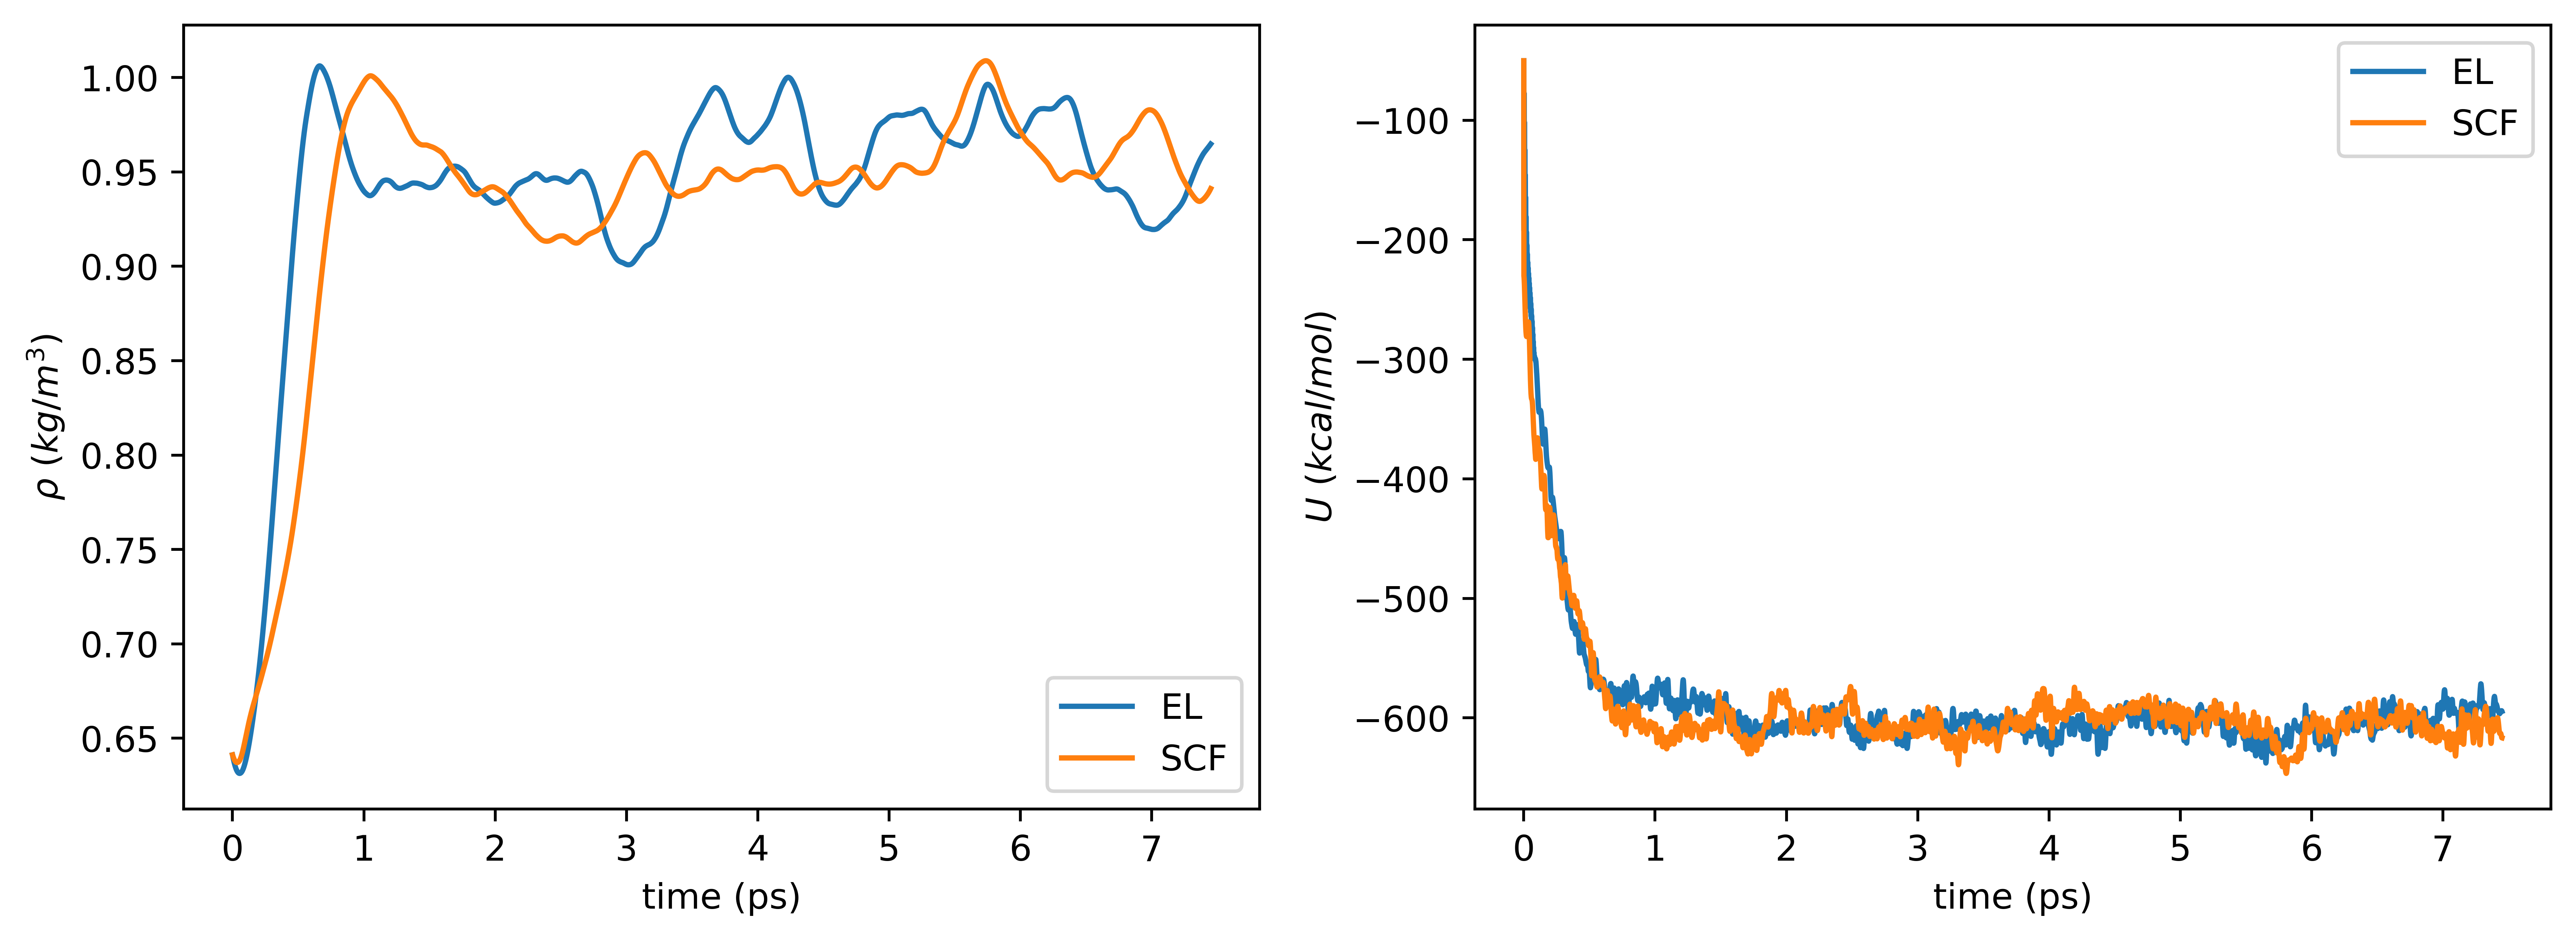 ρ (kg/m³)
1.00
0.95
0.90
0.85
0.80
0.75
0.70
0.65
0 1 2 3 4 5 6 7
time (ps)
EL
SCF
U (kcal/mol)
−100
−200
−300
−400
−500
−600
0 1 2 3 4 5 6 7
time (ps)
EL
SCF